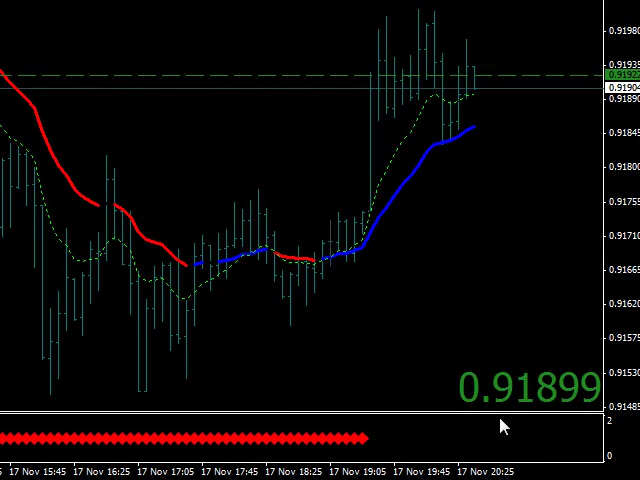 0.91980
0.91935
0.91922
0.91904
0.91890
0.91845
0.91800
0.91755
0.91710
0.91665
0.91620
0.91575
0.91530
0.91485
0.91899
2
0
17 Nov 15:45
17 Nov 16:25
17 Nov 17:05
17 Nov 17:45
17 Nov 18:25
17 Nov 19:05
17 Nov 19:45
17 Nov 20:25